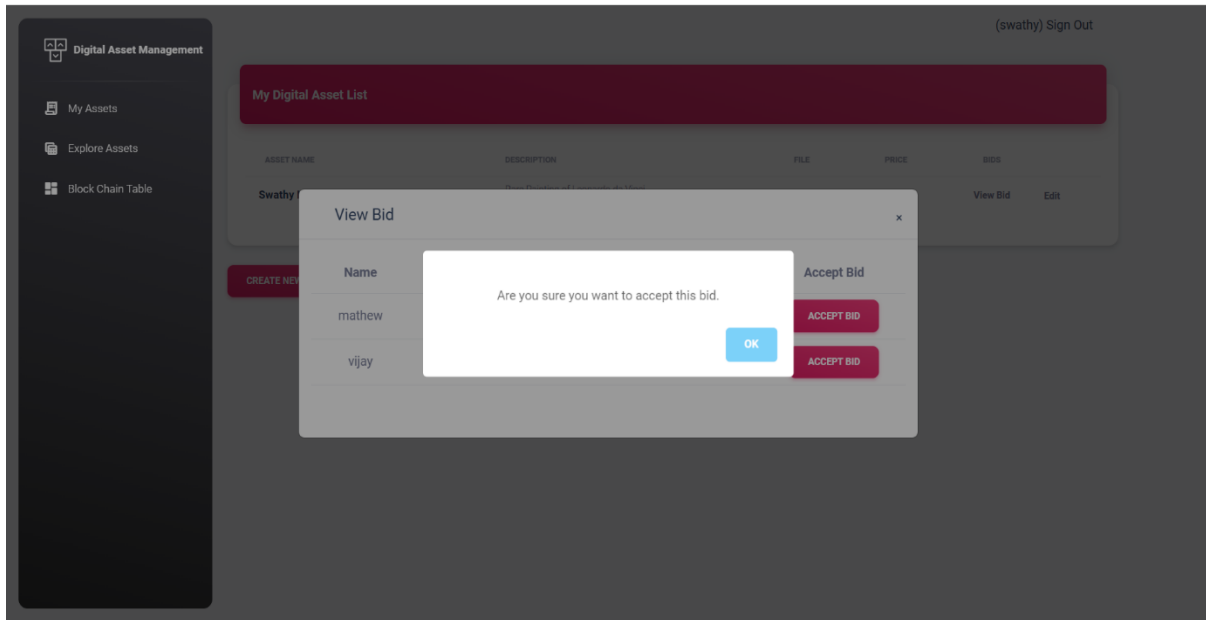 (swathy) Sign Out
Digital Asset Management
My Assets
Explore Assets
Block Chain Table
My Digital Asset List
ASSET NAME DESCRIPTION FILE PRICE BIDS
Swathy View Bid Edit
CREATE NEW
View Bid ×
Name Accept Bid
mathew ACCEPT BID
vijay ACCEPT BID
Are you sure you want to accept this bid.
OK